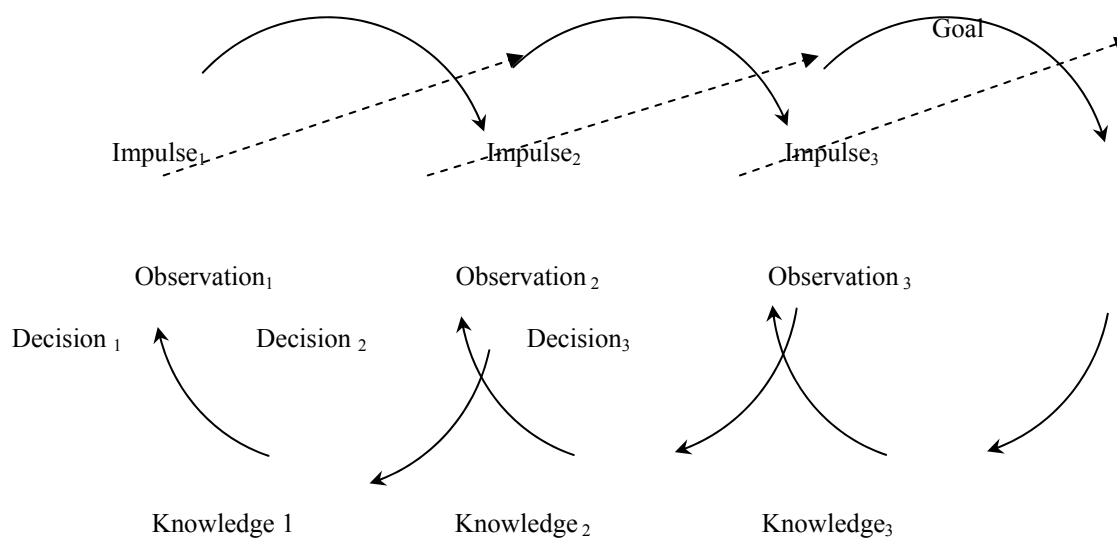 Goal
Impulse₁ Impulse₂ Impulse₃
Observation₁ Observation ₂ Observation ₃
Decision ₁ Decision ₂ Decision₃
Knowledge 1 Knowledge ₂ Knowledge₃